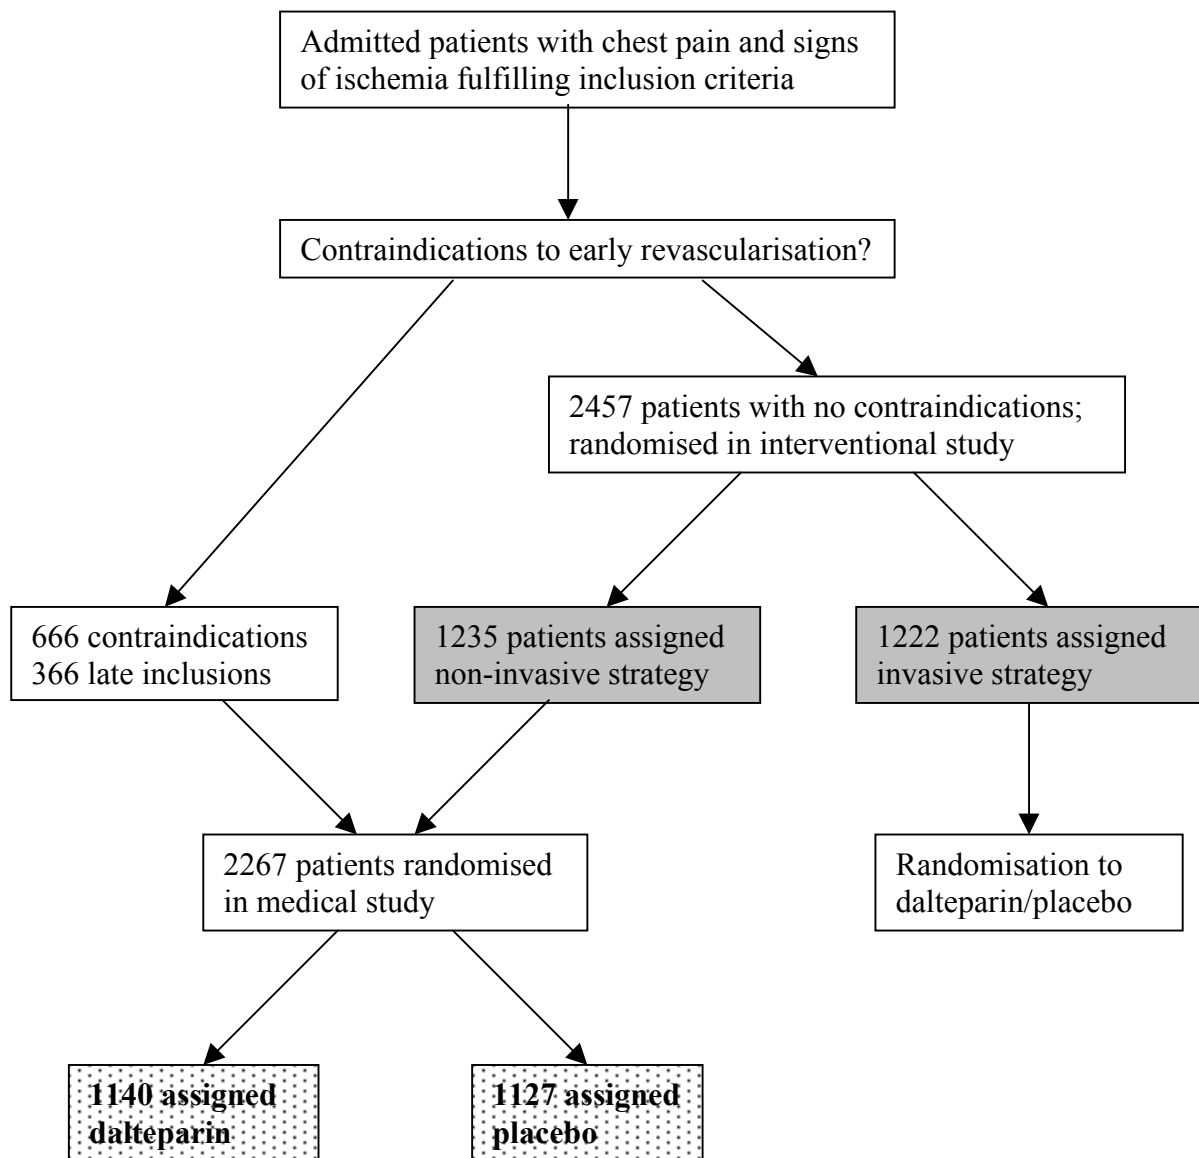 Admitted patients with chest pain and signs
of ischemia fulfilling inclusion criteria
Contraindications to early revascularisation?
2457 patients with no contraindications;
randomised in interventional study
666 contraindications
366 late inclusions
1235 patients assigned
non-invasive strategy
1222 patients assigned
invasive strategy
2267 patients randomised
in medical study
Randomisation to
dalteparin/placebo
1140 assigned
dalteparin
1127 assigned
placebo